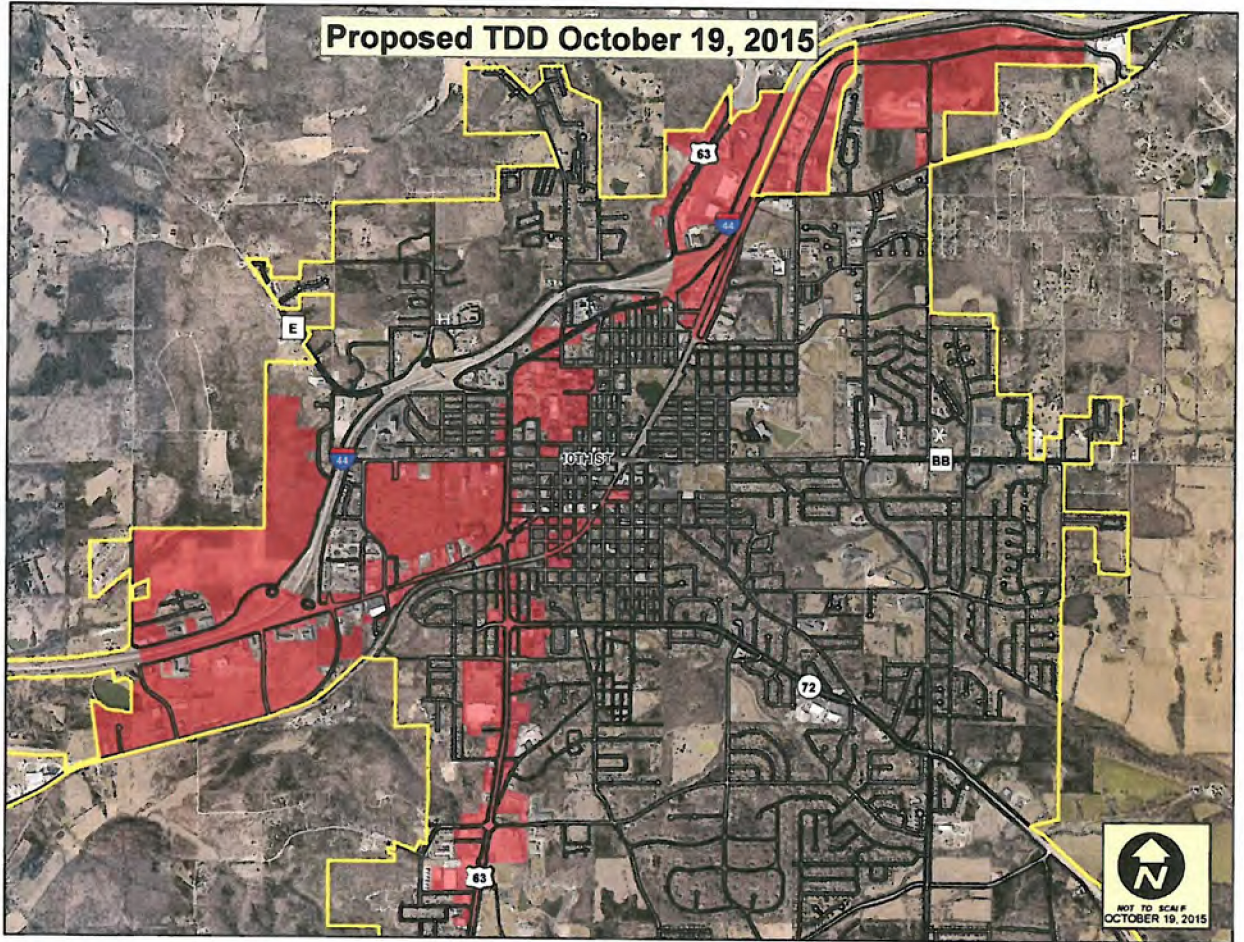 Proposed TDD October 19, 2015
63
44
E
44
10TH ST
BB
72
63
N
NOT TO SCALE
OCTOBER 19, 2015